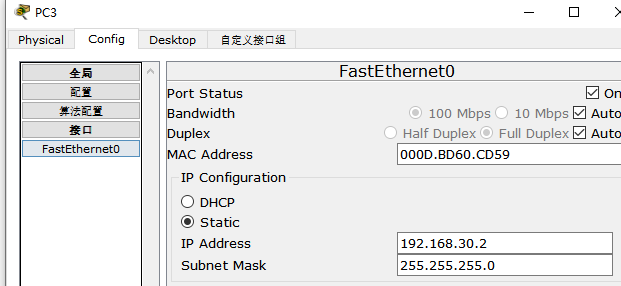 PC3
Physical Config Desktop 自定义接口组
全局
配置
算法配置
接口
FastEthernet0
FastEthernet0
Port Status On
Bandwidth 100 Mbps 10 Mbps Auto
Duplex Half Duplex Full Duplex Auto
MAC Address 000D.BD60.CD59
IP Configuration
DHCP
Static
IP Address 192.168.30.2
Subnet Mask 255.255.255.0